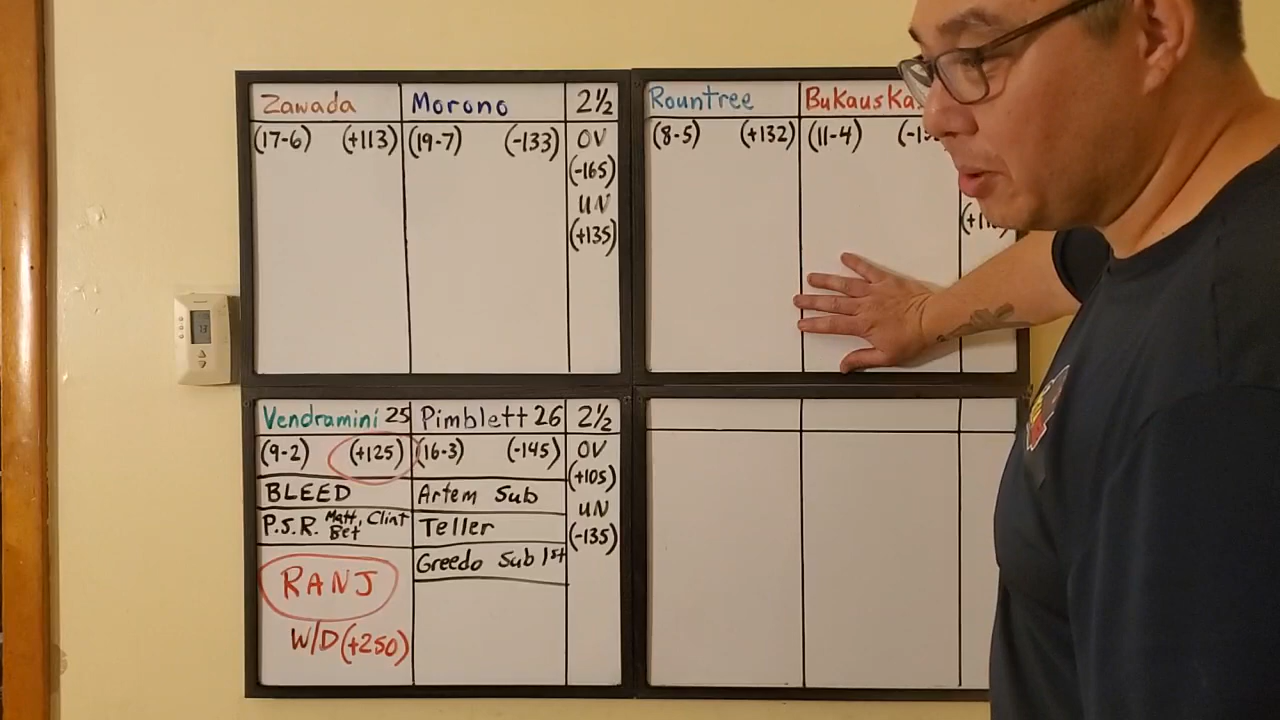 Zawada Morono 2½
(17-6) (+113) (19-7) (-133) OV
(-165)
UN
(+135)
Rountree
(8-5) (+132) (11-4)
Vendramini 25 Pimblett 26 2½
(9-2) (+125) (16-3) (-145) OV
(+105)
BLEED Artem Sub
UN
P.S.R. Matt, Clint Teller
Bet
(-135)
Greedo Sub 1st
RANJ
W/D (+250)